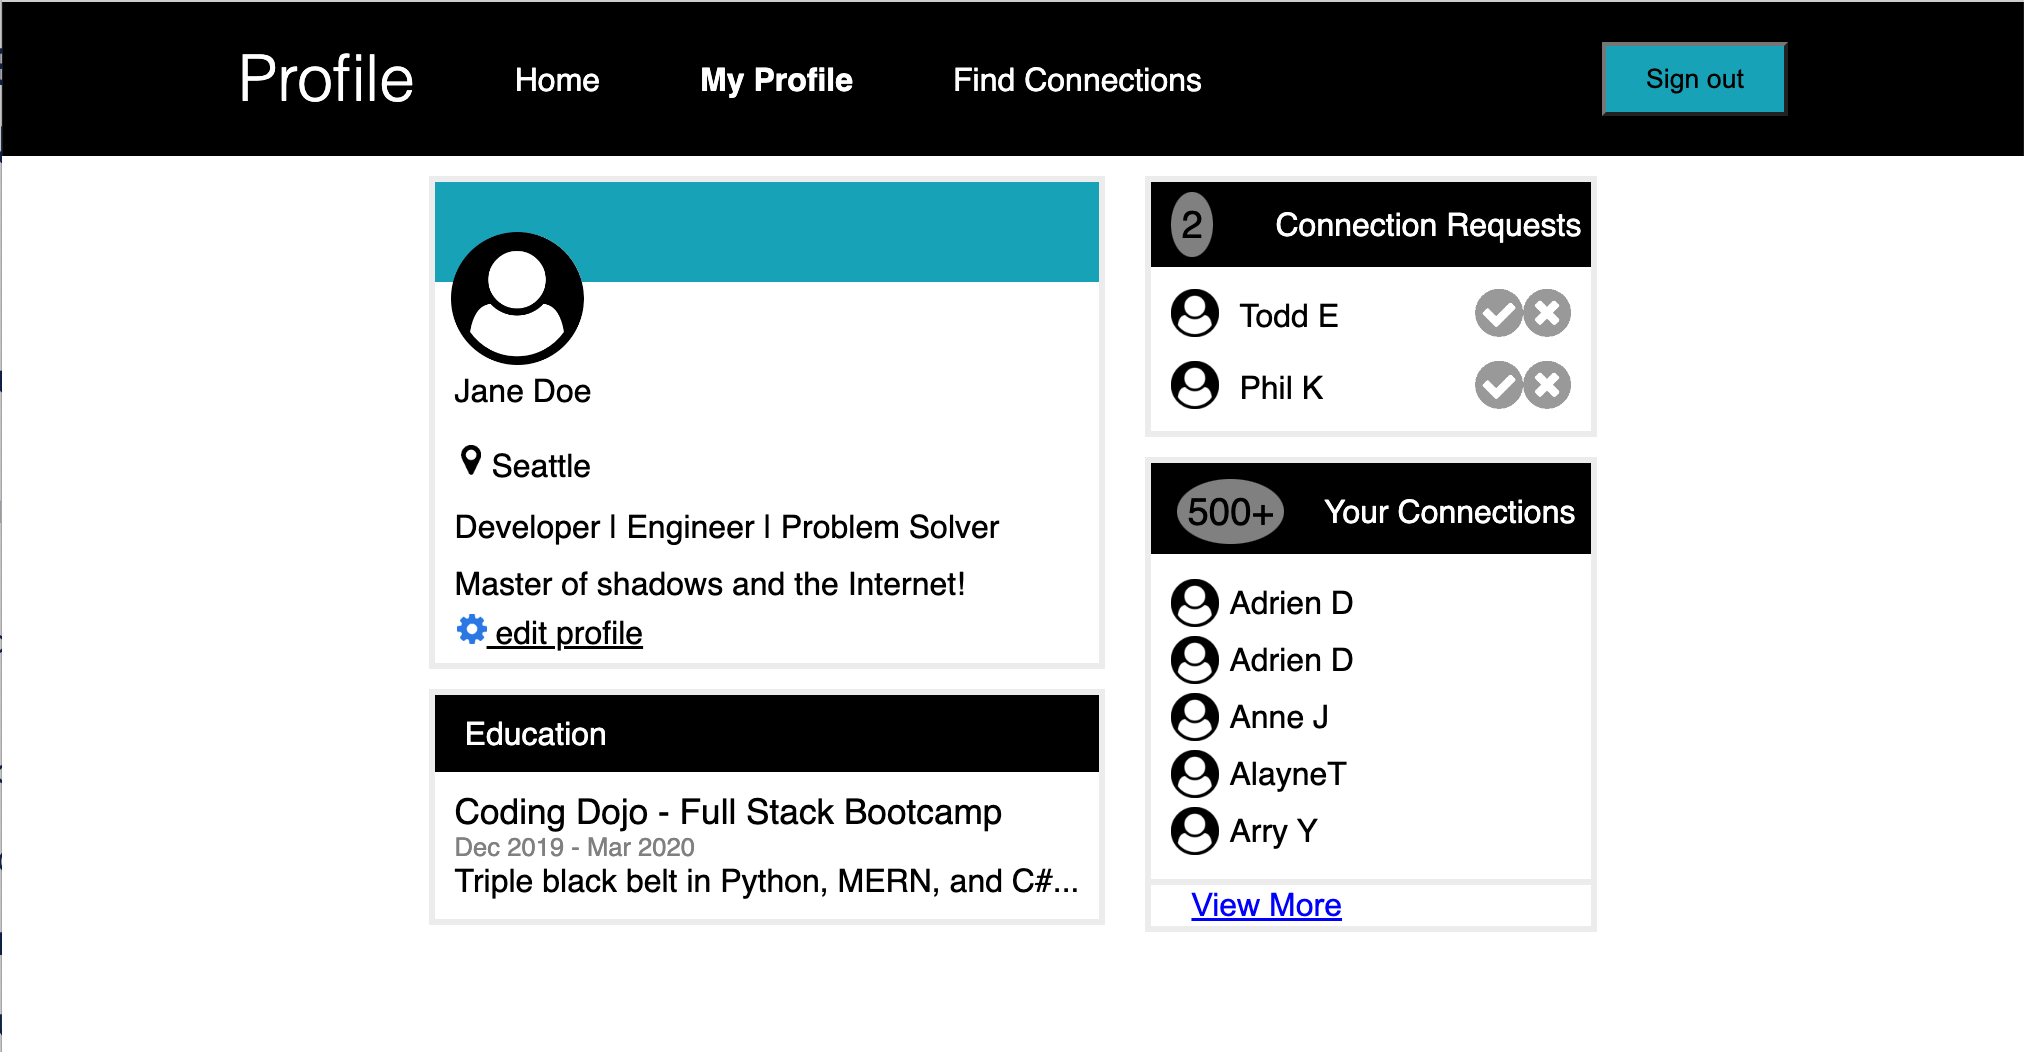 Profile Home My Profile Find Connections Sign out
Jane Doe
Seattle
Developer | Engineer | Problem Solver
Master of shadows and the Internet!
edit profile
Education
Coding Dojo - Full Stack Bootcamp
Dec 2019 - Mar 2020
Triple black belt in Python, MERN, and C#...
2 Connection Requests
Todd E
Phil K
500+ Your Connections
Adrien D
Adrien D
Anne J
AlayneT
Arry Y
View More